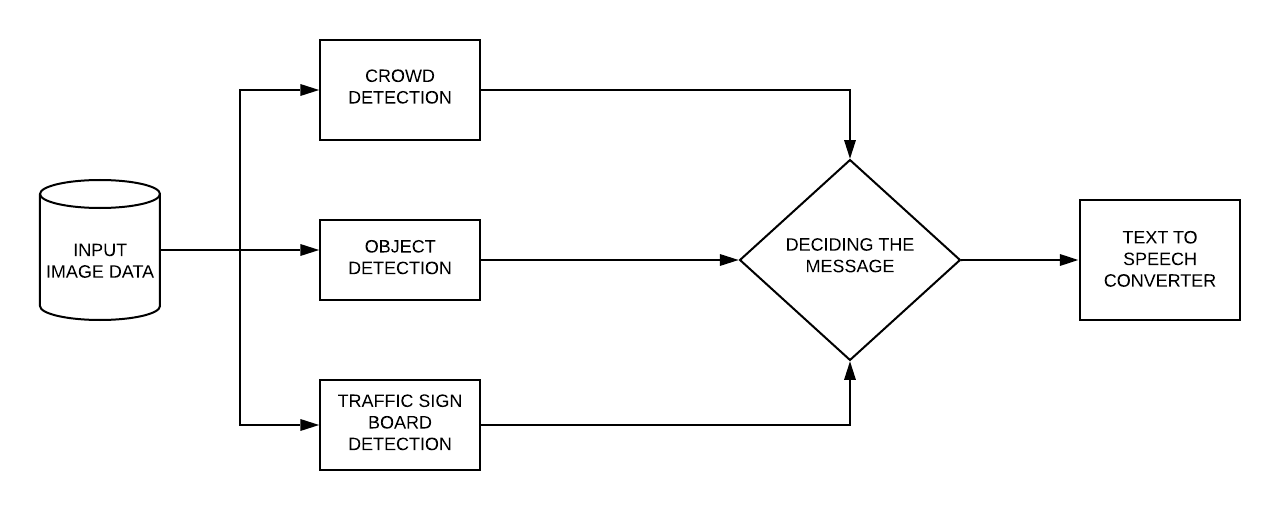 CROWD
DETECTION
INPUT
IMAGE DATA
OBJECT
DETECTION
TRAFFIC SIGN
BOARD
DETECTION
DECIDING THE
MESSAGE
TEXT TO
SPEECH
CONVERTER